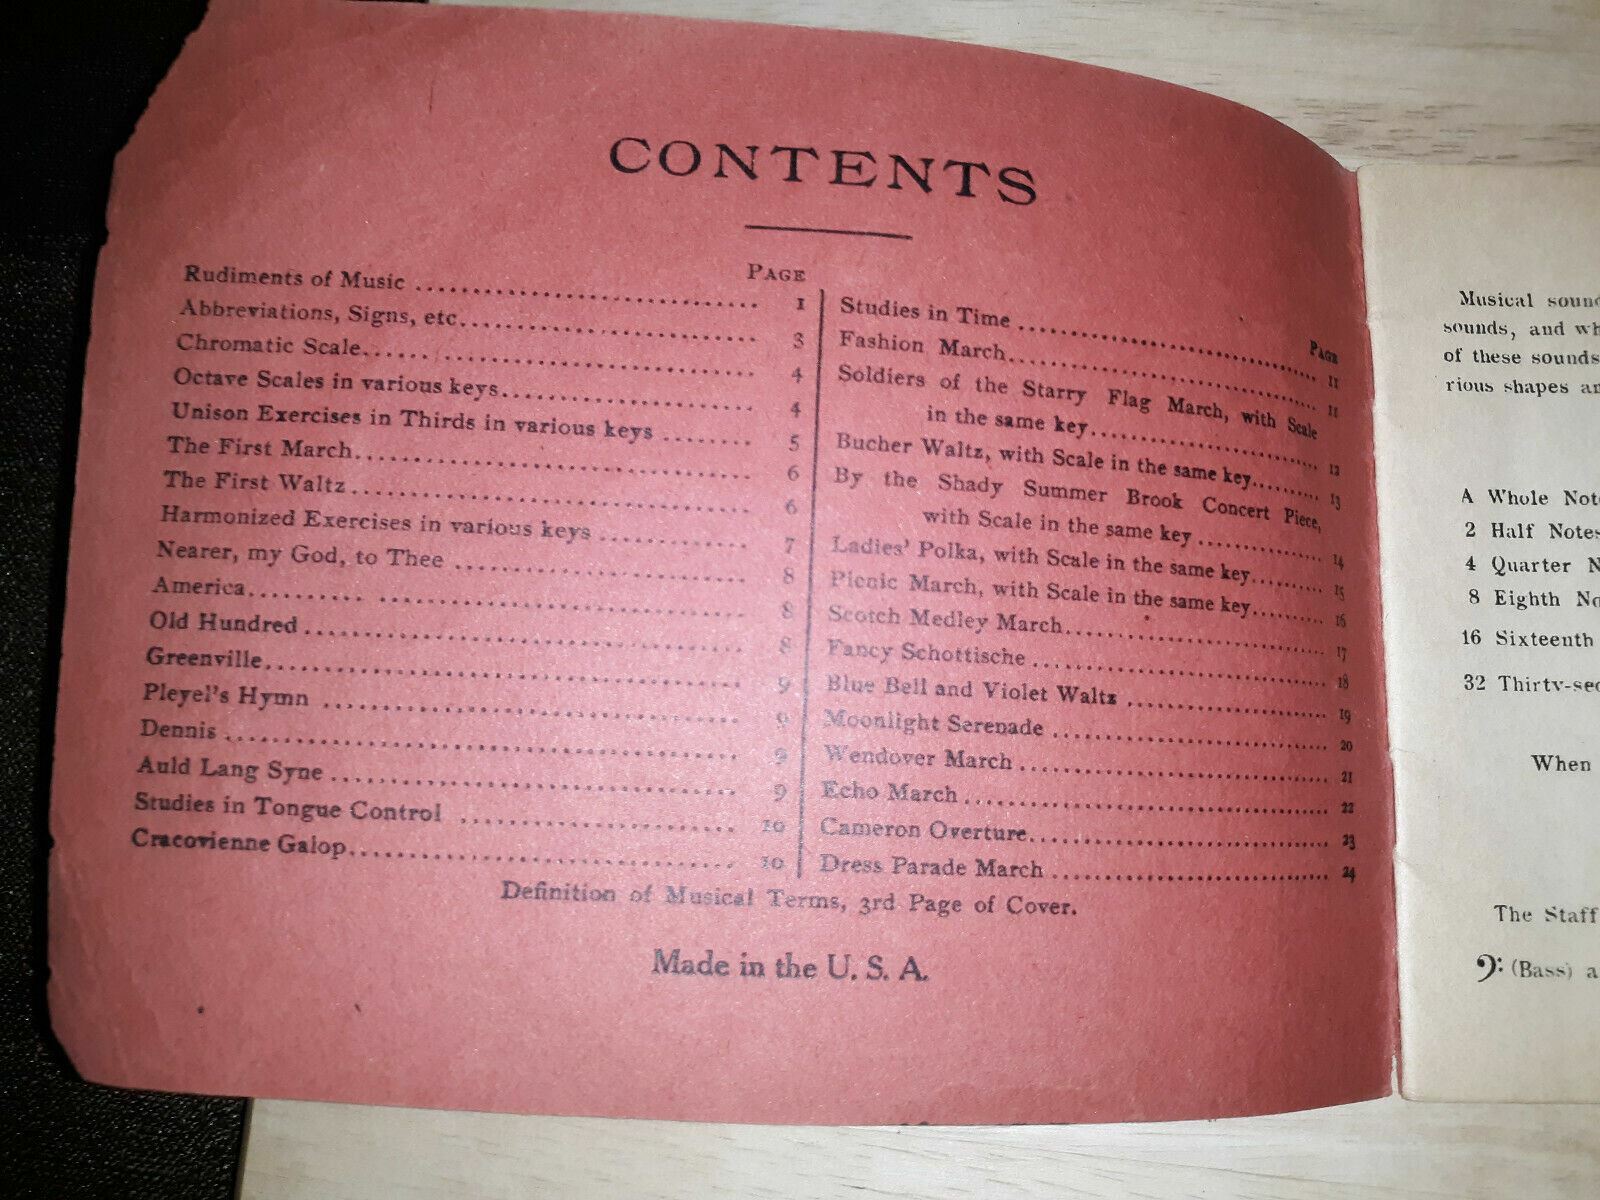 CONTENTS
PAGE
Rudiments of Music ........ 1
Abbreviations, Signs, etc........ 3
Chromatic Scale........ 4
Octave Scales in various keys........ 4
Unison Exercises in Thirds in various keys ........ 5
The First March........ 6
The First Waltz........ 6
Harmonized Exercises in various keys ........ 7
Nearer, my God, to Thee ........ 8
America........ 8
Old Hundred ........ 8
Greenville........ 9
Pleyel's Hymn ........ 9
Dennis ........ 9
Auld Lang Syne ........ 9
Studies in Tongue Control ........ 10
Cracovienne Galop........ 10
PAGE
Studies in Time ........ 11
Fashion March........ 11
Soldiers of the Starry Flag March, with Scale
in the same key........ 12
Bucher Waltz, with Scale in the same key........ 13
By the Shady Summer Brook Concert Piece,
with Scale in the same key ........ 14
Ladies' Polka, with Scale in the same key........ 15
Picnic March, with Scale in the same key........ 16
Scotch Medley March........ 17
Fancy Schottische ........ 18
Blue Bell and Violet Waltz ........ 19
Moonlight Serenade ........ 20
Wendover March ........ 21
Echo March ........ 22
Cameron Overture........ 23
Dress Parade March ........ 24
Definition of Musical Terms, 3rd Page of Cover.
Made in the U. S. A.
Musical
sounds, and
of these sounds
rious shapes
A Whole
2 Half Notes
4 Quarter
8 Eighth
16 Sixteenth
32
When
The Staff
𝄢 (Bass)